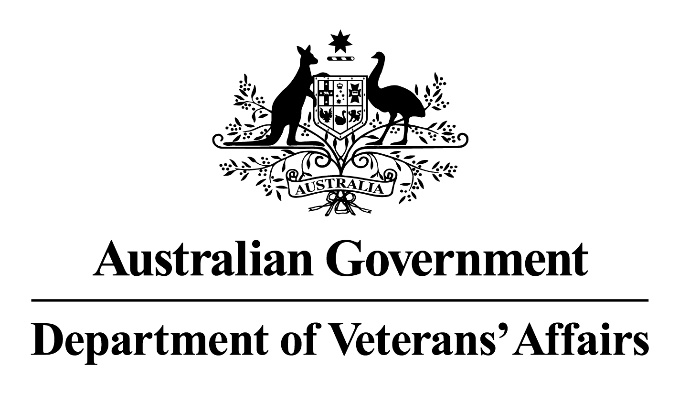 AUSTRALIA
Australian Government
Department of Veterans’ Affairs